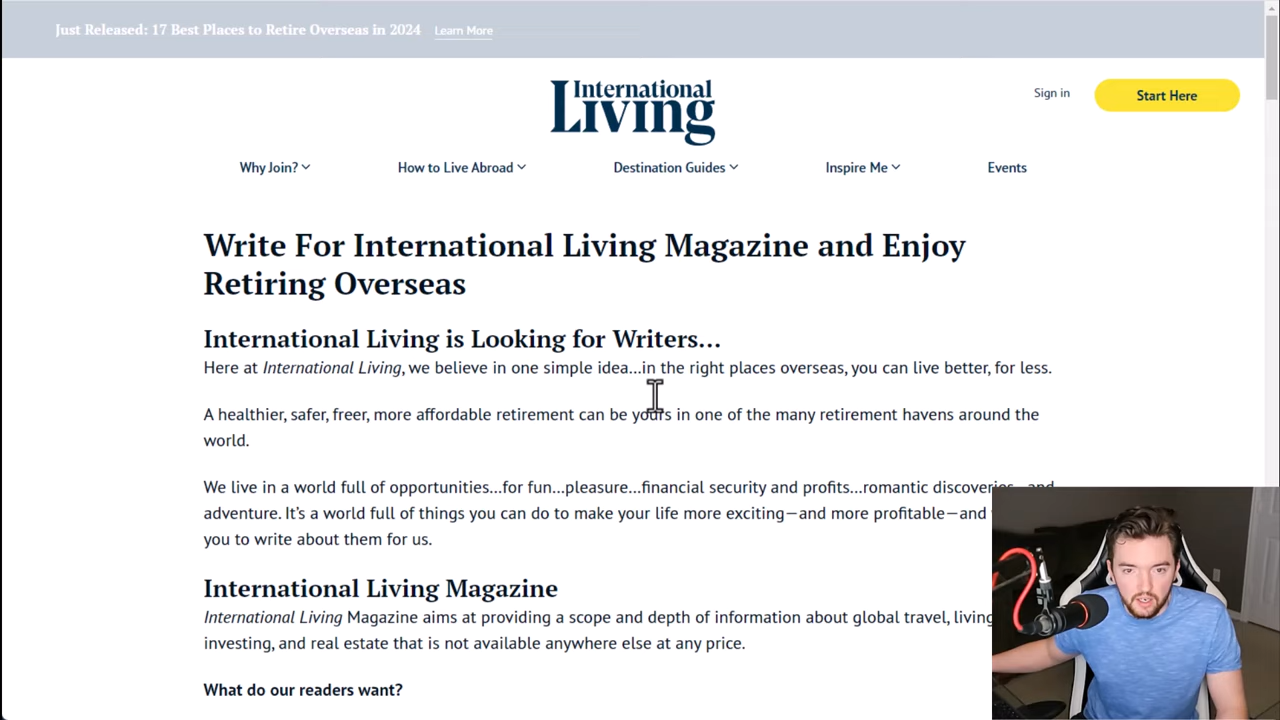 Just Released: 17 Best Places to Retire Overseas in 2024 Learn More
International
Living
Sign in
Start Here
Why Join?
How to Live Abroad
Destination Guides
Inspire Me
Events
Write For International Living Magazine and Enjoy
Retiring Overseas
International Living is Looking for Writers...
Here at International Living, we believe in one simple idea...in the right places overseas, you can live better, for less.
A healthier, safer, freer, more affordable retirement can be yours in one of the many retirement havens around the
world.
We live in a world full of opportunities...for fun...pleasure...financial security and profits...romantic discoveries...and
adventure. It's a world full of things you can do to make your life more exciting—and more profitable—and
you to write about them for us.
International Living Magazine
International Living Magazine aims at providing a scope and depth of information about global travel, living,
investing, and real estate that is not available anywhere else at any price.
What do our readers want?